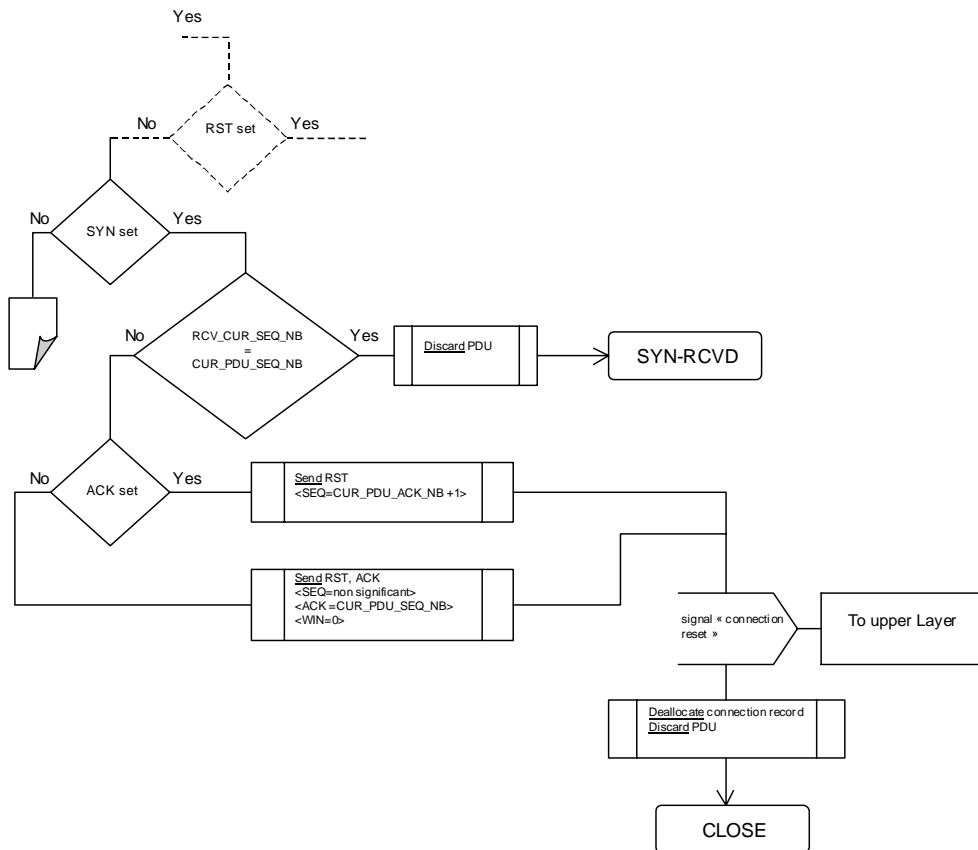 Yes
No
RST set
Yes
No
SYN set
Yes
No
RCV_CUR_SEQ_NB
=
CUR_PDU_SEQ_NB
Yes
Discard PDU
SYN-RCVD
No
ACK set
Yes
Send RST
<SEQ=CUR_PDU_ACK_NB +1>
Send RST, ACK
<SEQ=non significant>
<ACK =CUR_PDU_SEQ_NB>
<WIN=0>
signal « connection
reset »
To upper Layer
Deallocate connection record
Discard PDU
CLOSE